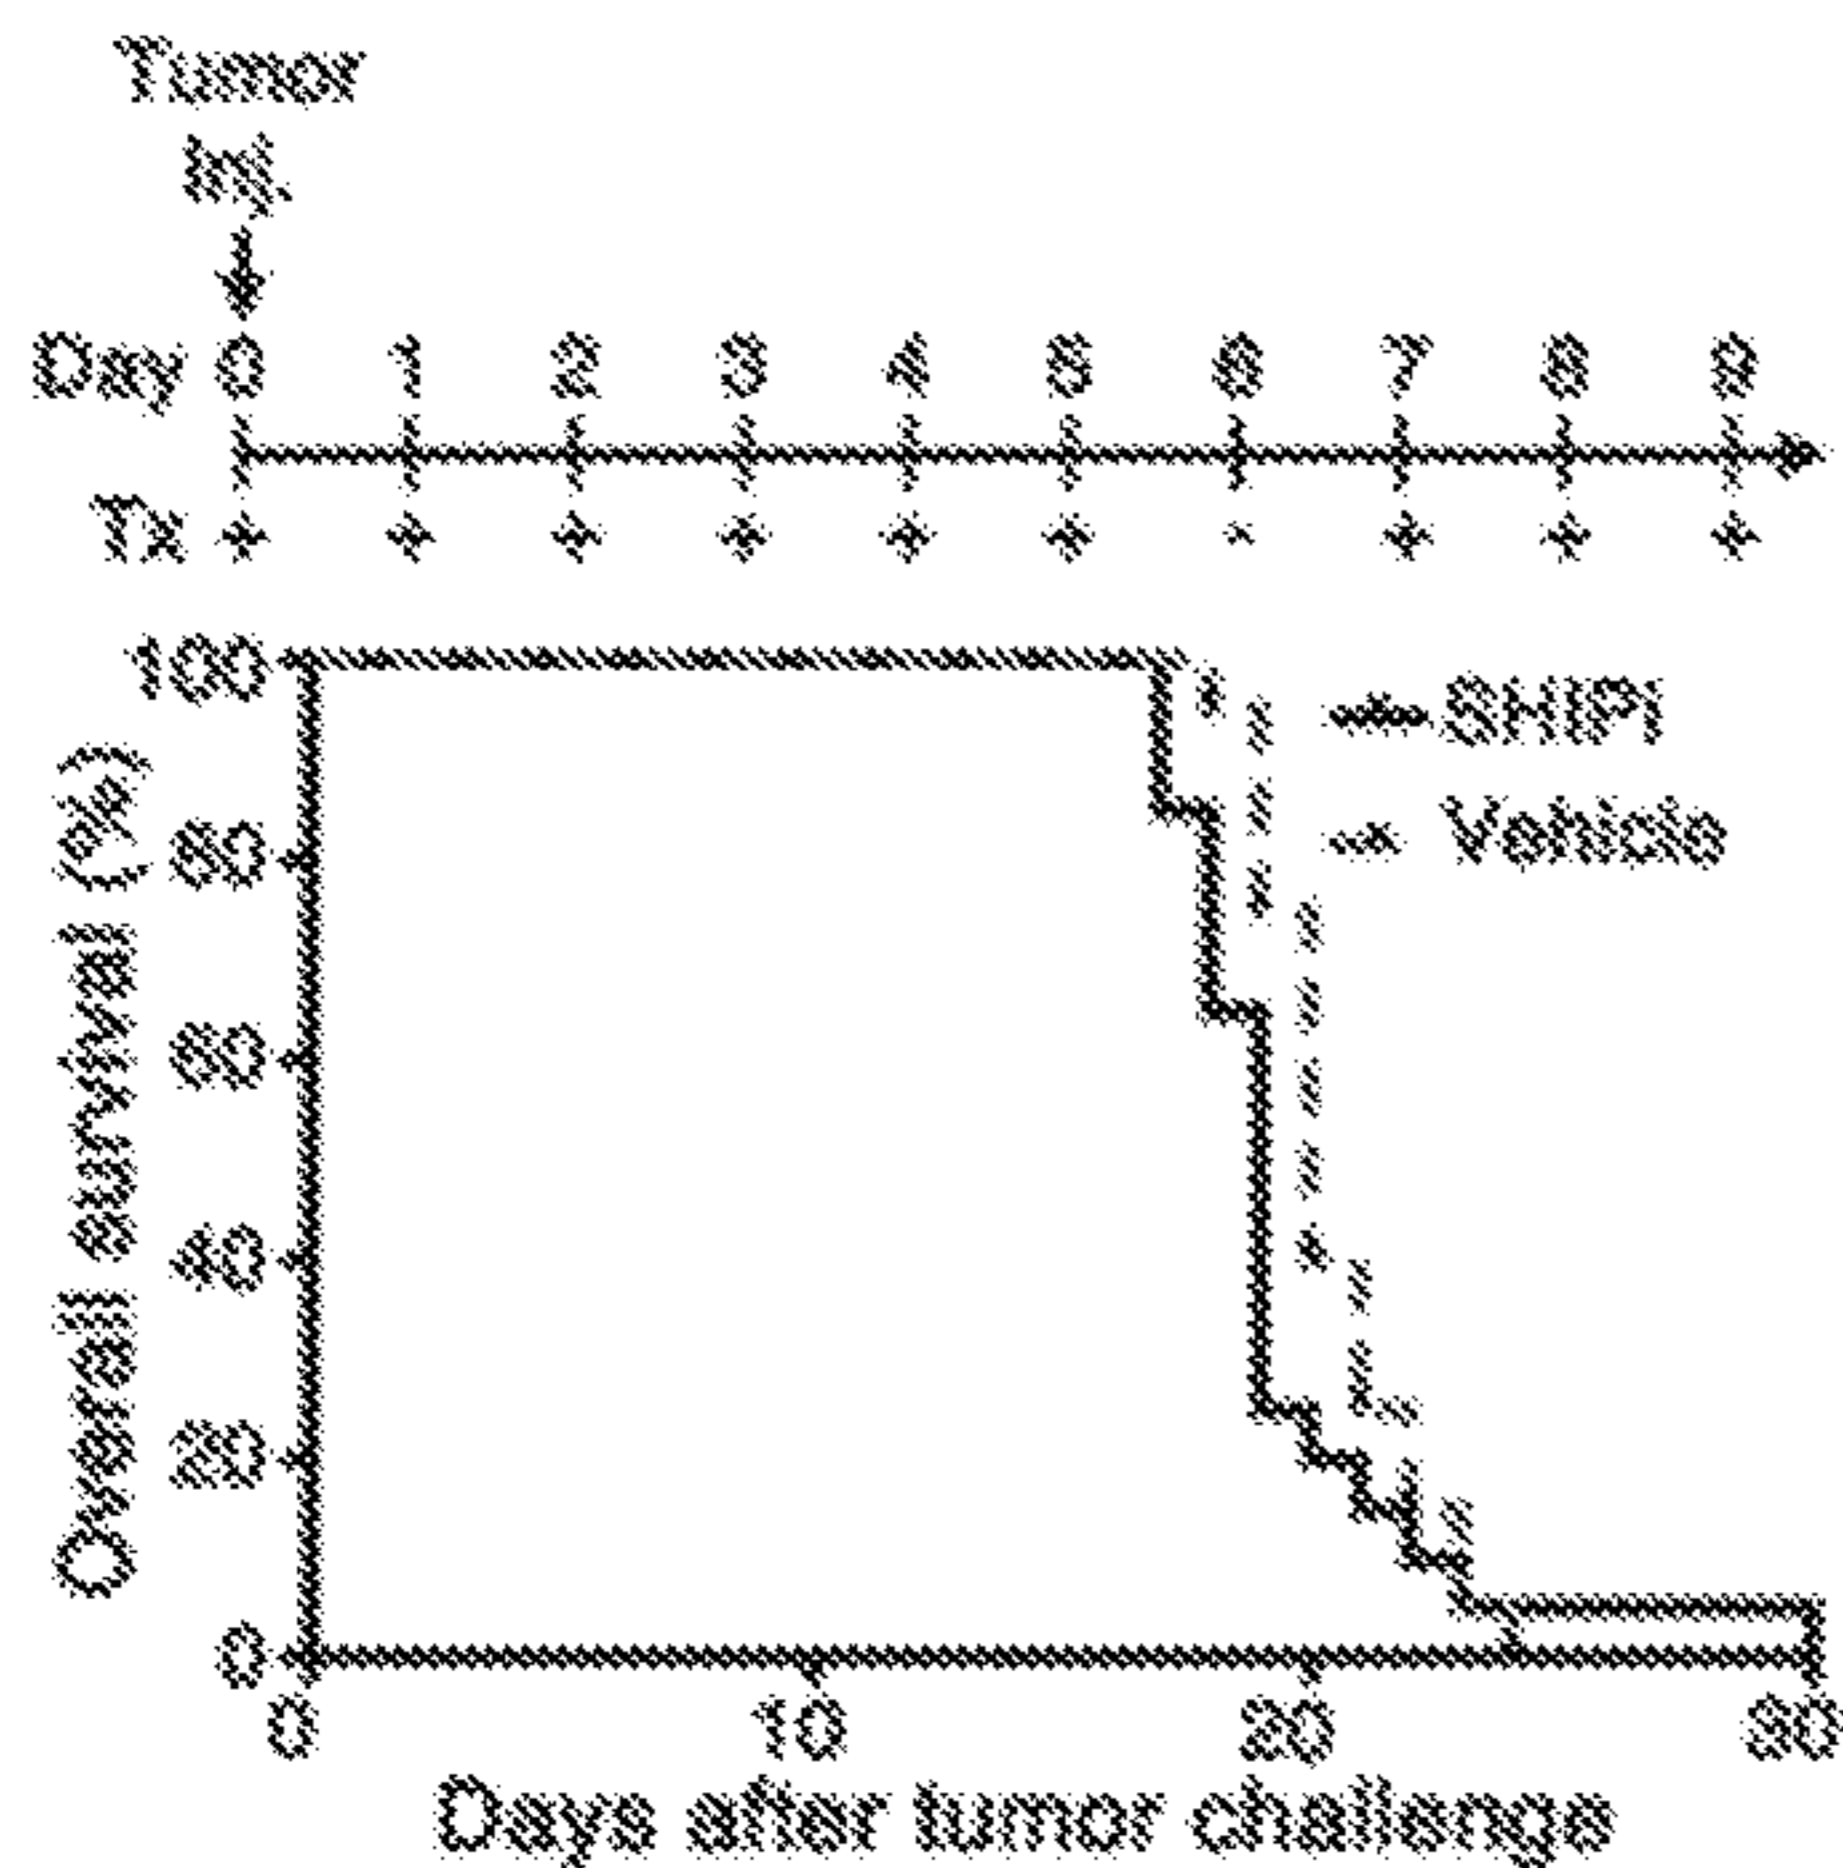 Tumor
inj.
Day 0 1 2 3 4 5 6 7 8 9
Tx * * * * * * * * * *
100
80
60
40
20
0
Overall survival (%)
SHIPi
Vehicle
0 10 20 30
Days after tumor challenge